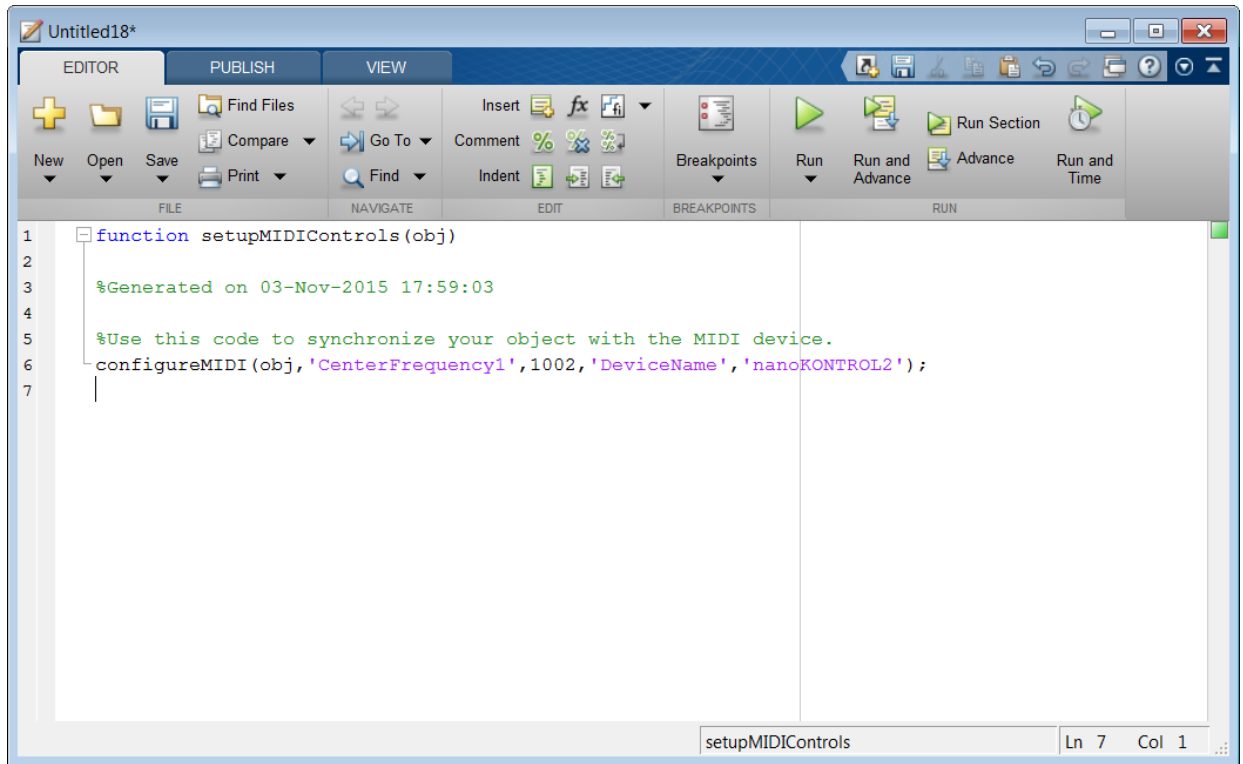 Untitled18*
EDITOR PUBLISH VIEW
Find Files Insert fx fi
Compare Go To Comment Run Section
New Open Save Print Find Indent Breakpoints Run Run and Advance Advance Run and Time
FILE NAVIGATE EDIT BREAKPOINTS RUN
1 function setupMIDIControls(obj)
2
3 %Generated on 03-Nov-2015 17:59:03
4
5 %Use this code to synchronize your object with the MIDI device.
6 configureMIDI(obj,'CenterFrequency1',1002,'DeviceName','nanoKONTROL2');
7
setupMIDIControls Ln 7 Col 1